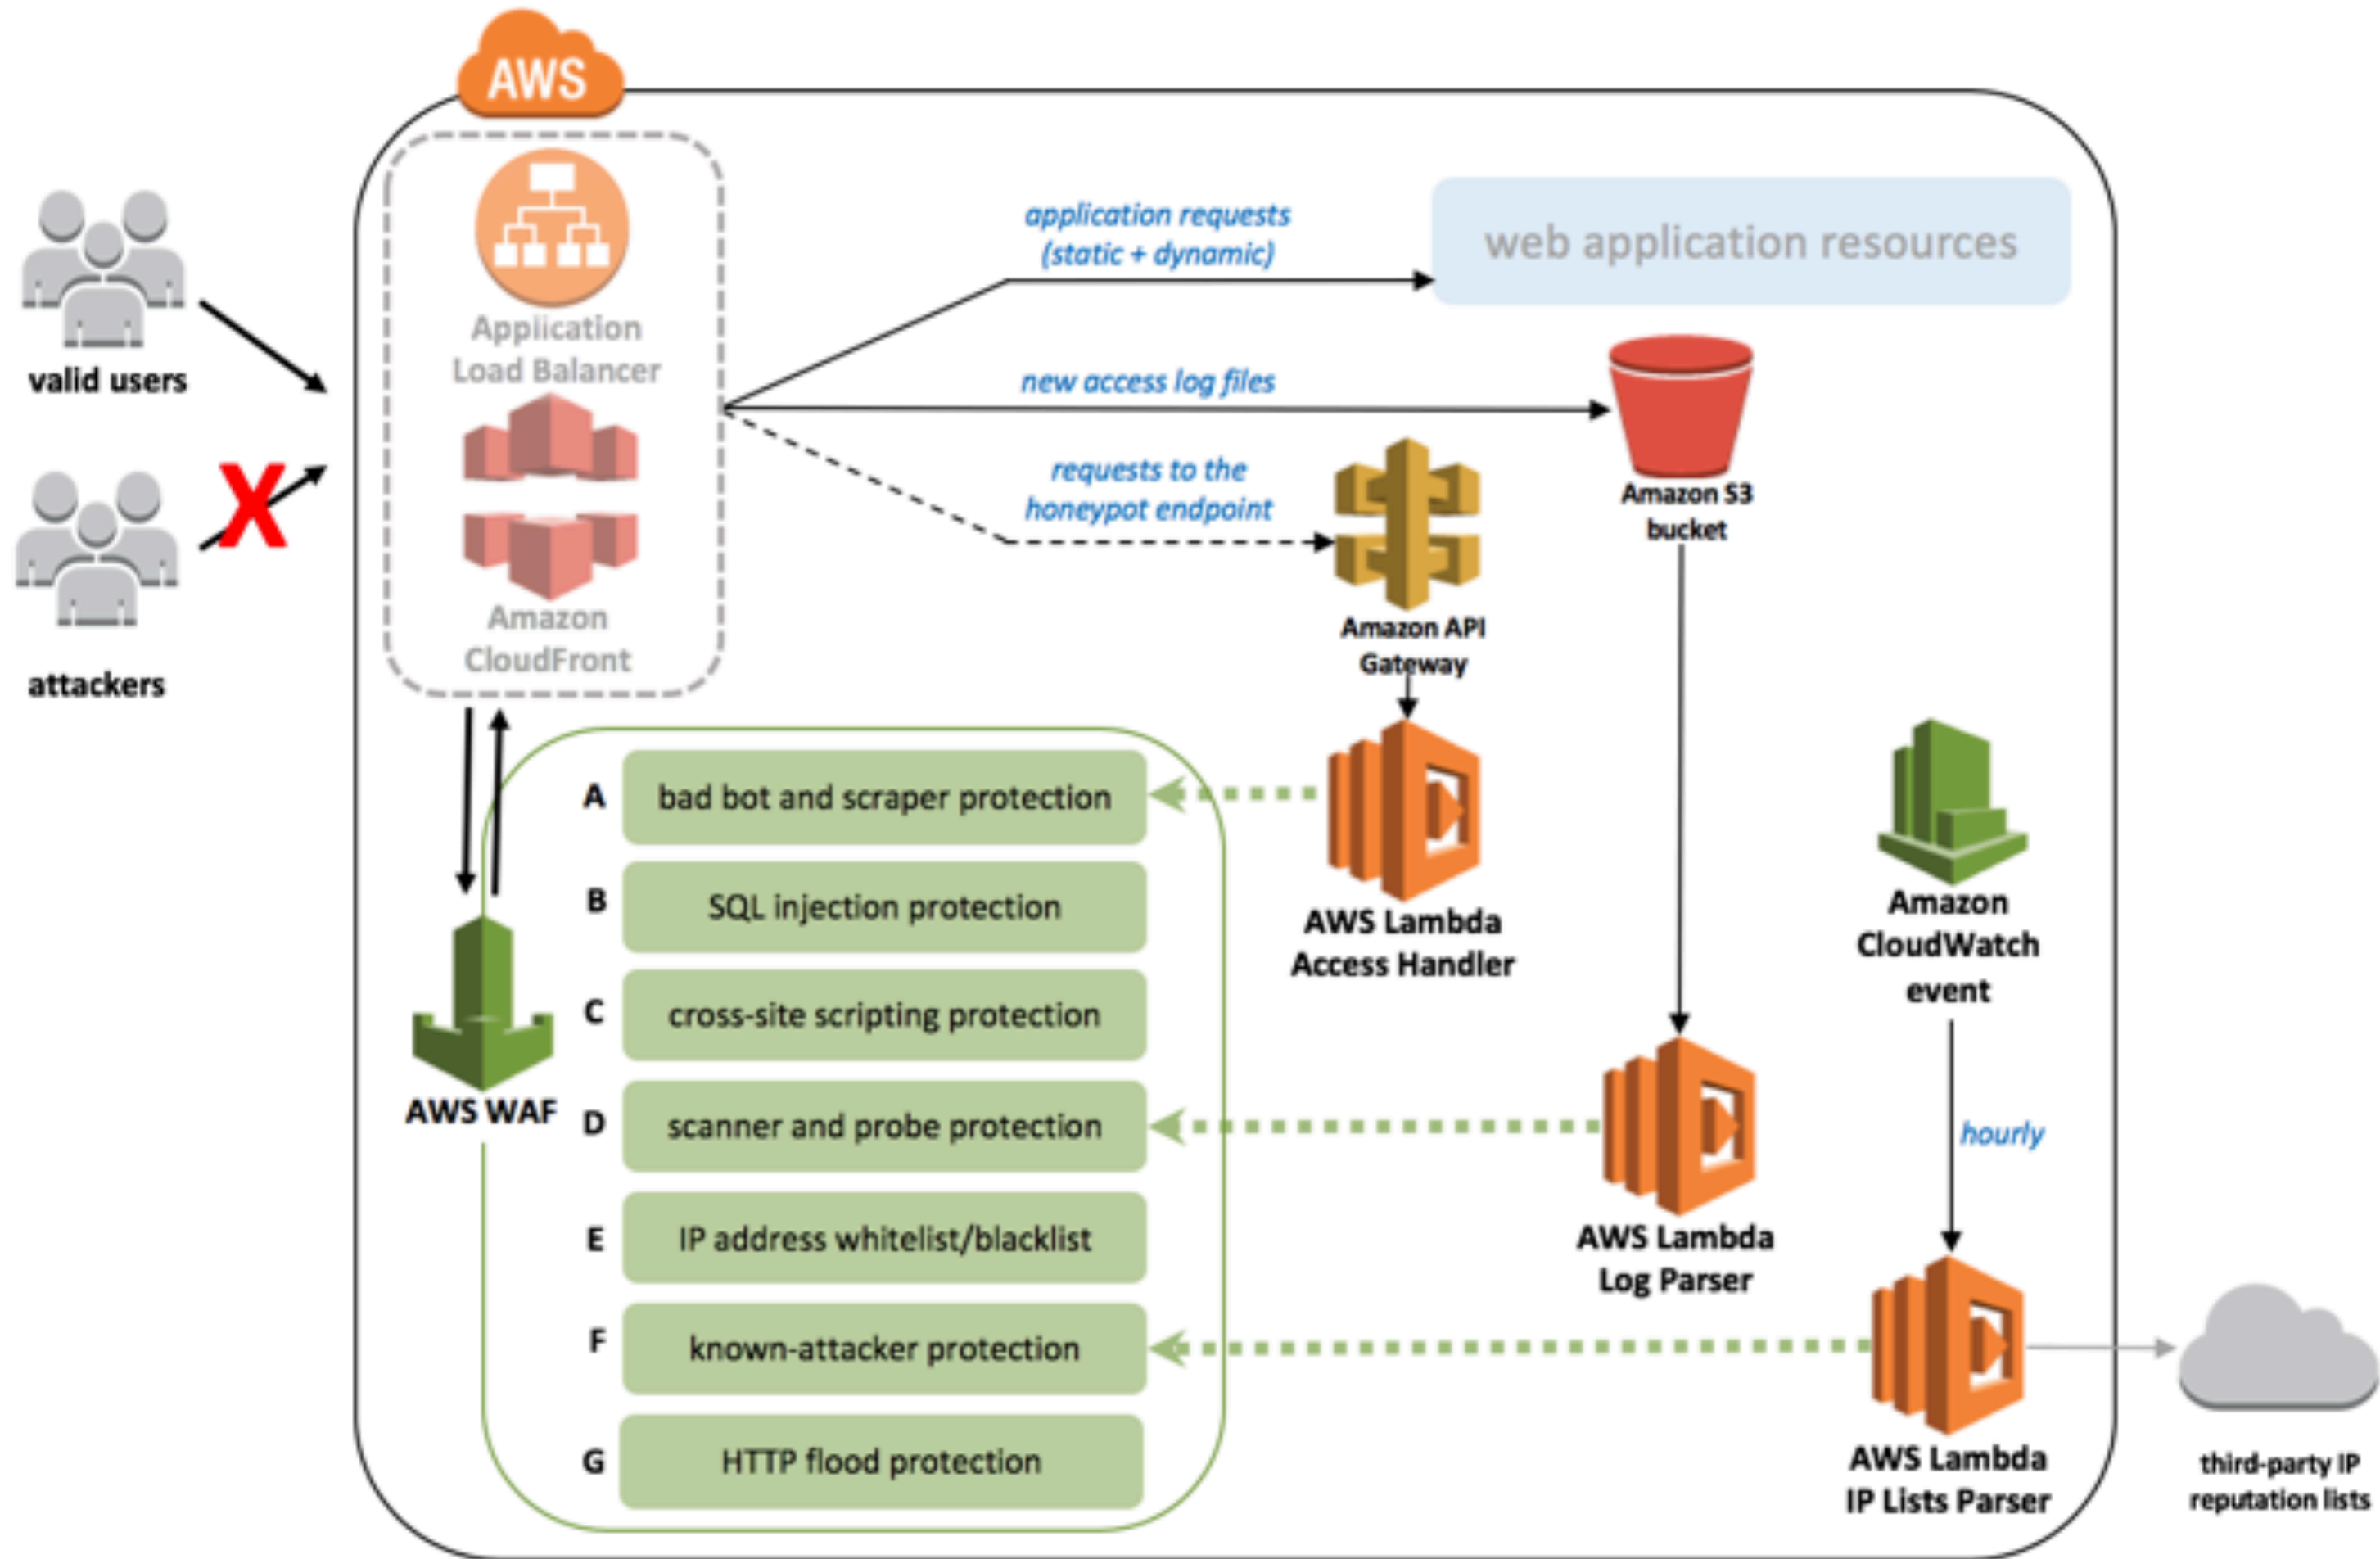 AWS
valid users
attackers
Application
Load Balancer
Amazon
CloudFront
application requests
(static + dynamic)
web application resources
new access log files
Amazon S3
bucket
requests to the
honeypot endpoint
Amazon API
Gateway
AWS Lambda
Access Handler
Amazon
CloudWatch
event
AWS WAF
A
bad bot and scraper protection
B
SQL injection protection
C
cross-site scripting protection
D
scanner and probe protection
E
IP address whitelist/blacklist
F
known-attacker protection
G
HTTP flood protection
AWS Lambda
Log Parser
hourly
AWS Lambda
IP Lists Parser
third-party IP
reputation lists